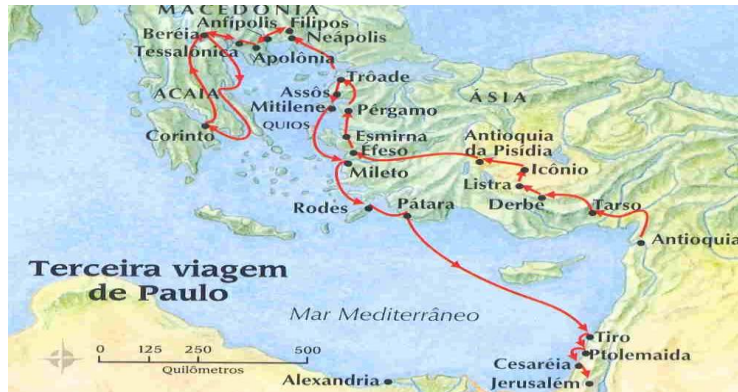 MACEDÔNIA
Anfípolis
Filipos
Beréia
Neápolis
Tessalônica
Apolônia
Trôade
ACAIA
Assôs
ÁSIA
Mitilene
Pérgamo
QUIOS
Corinto
Esmirna
Antioquia
da Pisídia
Éfeso
Icônio
Mileto
Listra
Rodes
Pátara
Derbe
Tarso
Antioquia
Terceira viagem
de Paulo
Mar Mediterrâneo
Tiro
Ptolemaida
0 125 250 500
Quilômetros
Cesaréia
Alexandria
Jerusalém